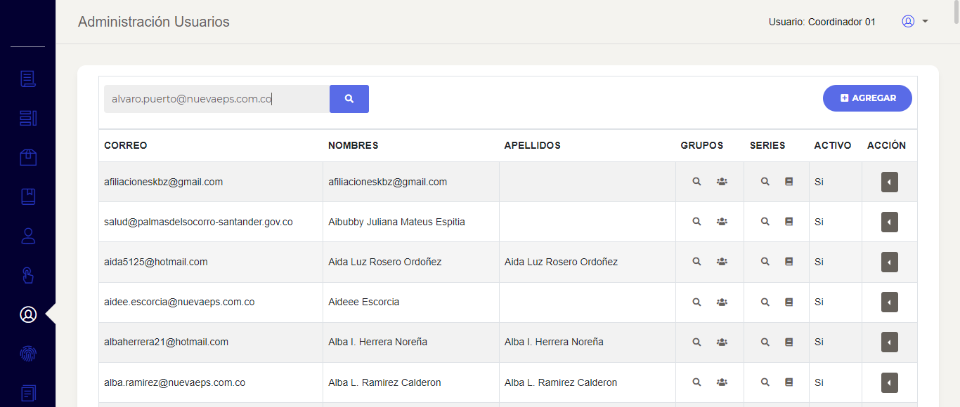 Administración Usuarios
Usuario: Coordinador 01
alvaro.puerto@nuevaeps.com.co
AGREGAR
CORREO NOMBRES APELLIDOS GRUPOS SERIES ACTIVO ACCIÓN
afiliacioneskbz@gmail.com afiliacioneskbz@gmail.com Si
salud@palmasdelsocorro-santander.gov.co Aibubby Juliana Mateus Espitia Si
aida5125@hotmail.com Aida Luz Rosero Ordoñez Aida Luz Rosero Ordoñez Si
aidee.escorcia@nuevaeps.com.co Aideee Escorcia Si
albaherrera21@hotmail.com Alba I. Herrera Noreña Alba I. Herrera Noreña Si
alba.ramirez@nuevaeps.com.co Alba L. Ramirez Calderon Alba L. Ramirez Calderon Si